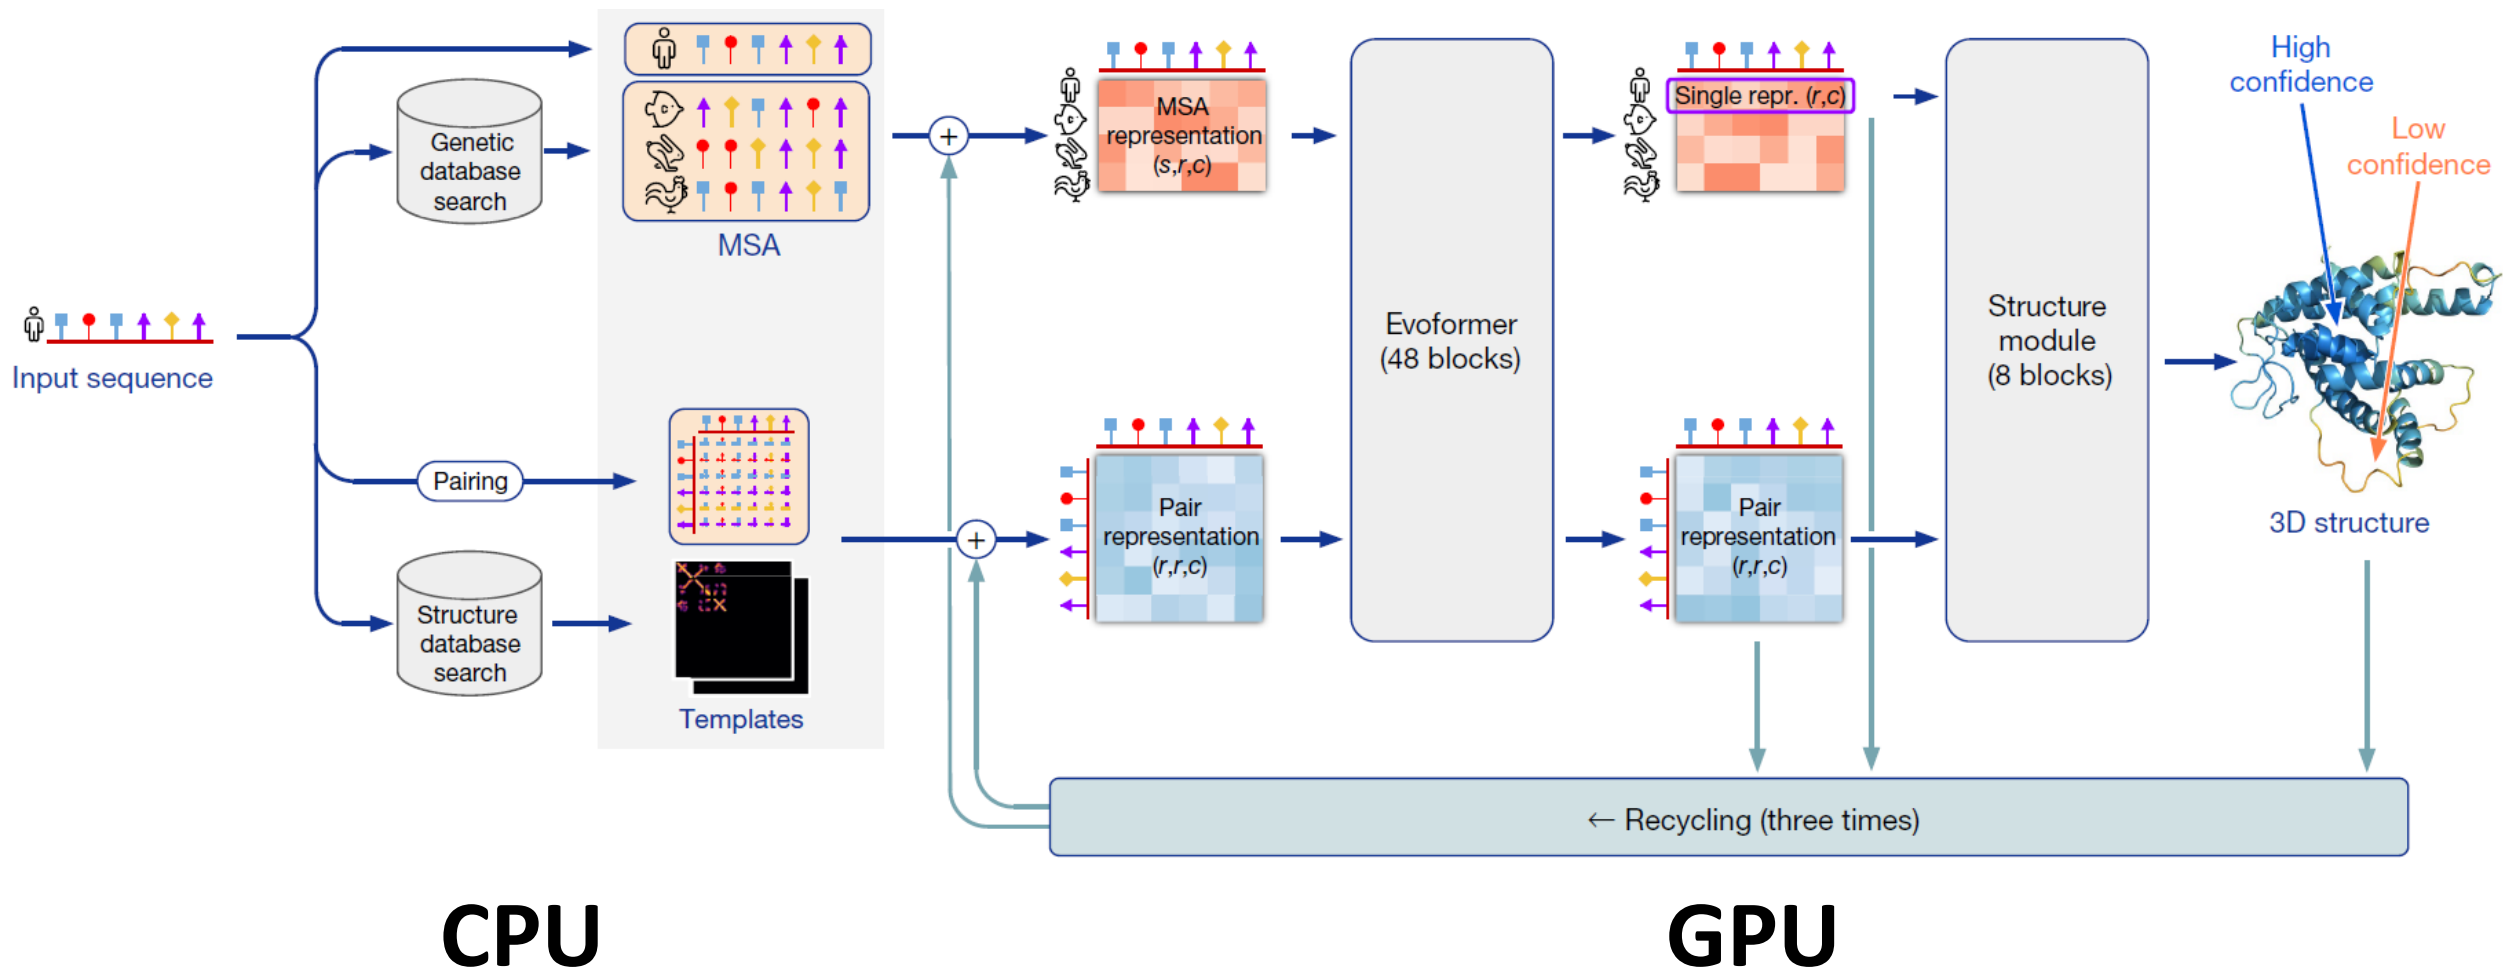 Input sequence
Genetic
database
search
MSA
Pairing
Structure
database
search
Templates
+
+
MSA
representation
(s,r,c)
Pair
representation
(r,r,c)
Evoformer
(48 blocks)
Single repr. (r,c)
Pair
representation
(r,r,c)
Structure
module
(8 blocks)
High
confidence
Low
confidence
3D structure
← Recycling (three times)
CPU
GPU